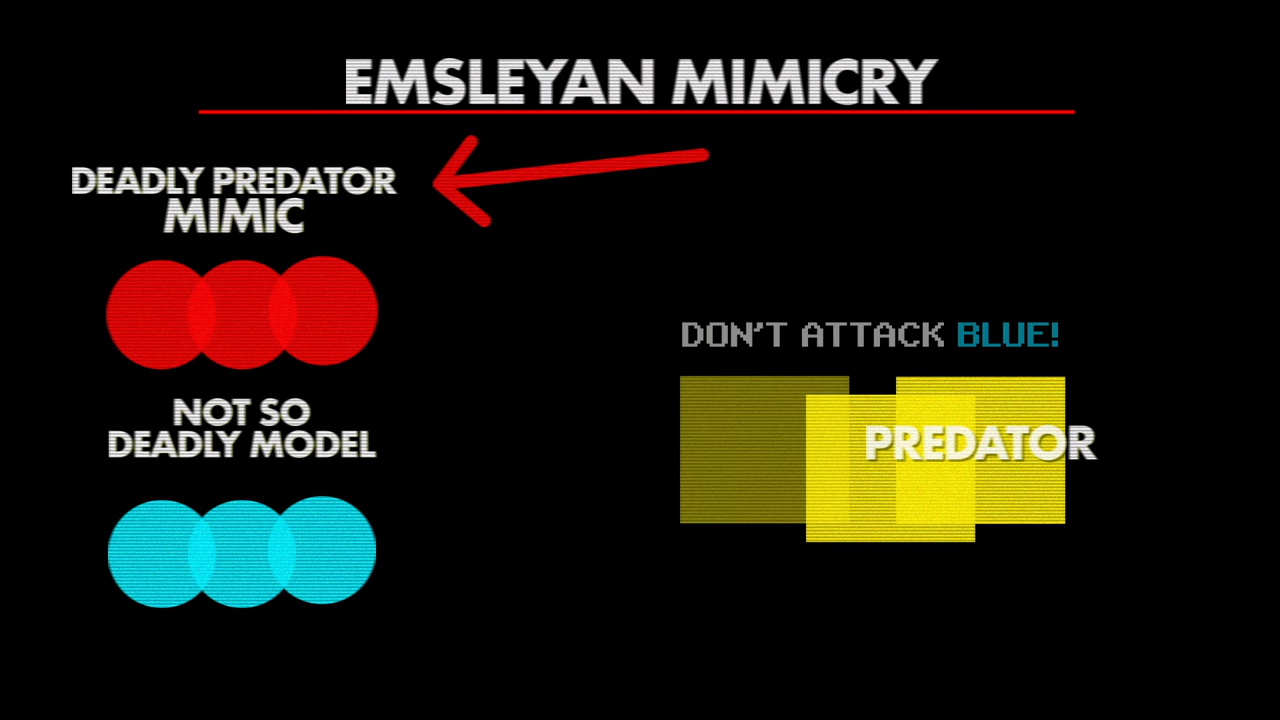 EMSLEYAN MIMICRY
DEADLY PREDATOR
MIMIC
DON'T ATTACK BLUE!
NOT SO
DEADLY MODEL
PREDATOR